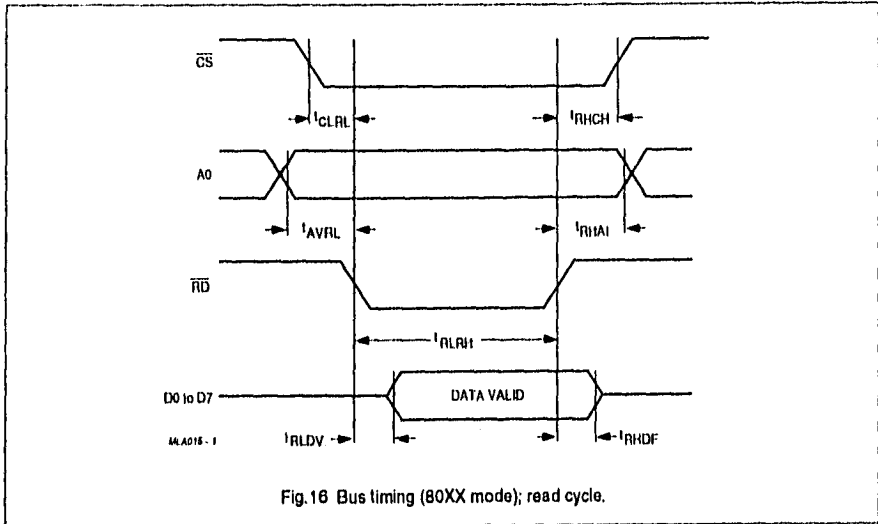 CS
tCLRL
tRHCH
A0
tAVRL
tRHAI
RD
tRLRH
D0 to D7
DATA VALID
MLA015 - 1
tRLDV
tRHDF
Fig.16 Bus timing (80XX mode); read cycle.